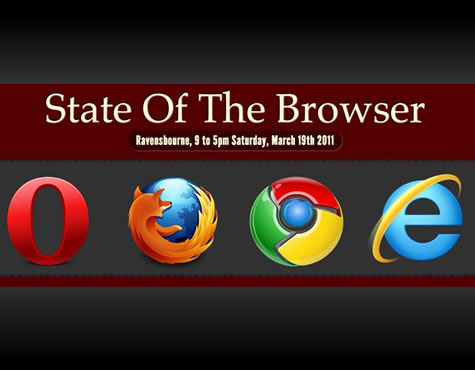 State Of The Browser
Ravensbourne, 9 to 5pm Saturday, March 19th 2011